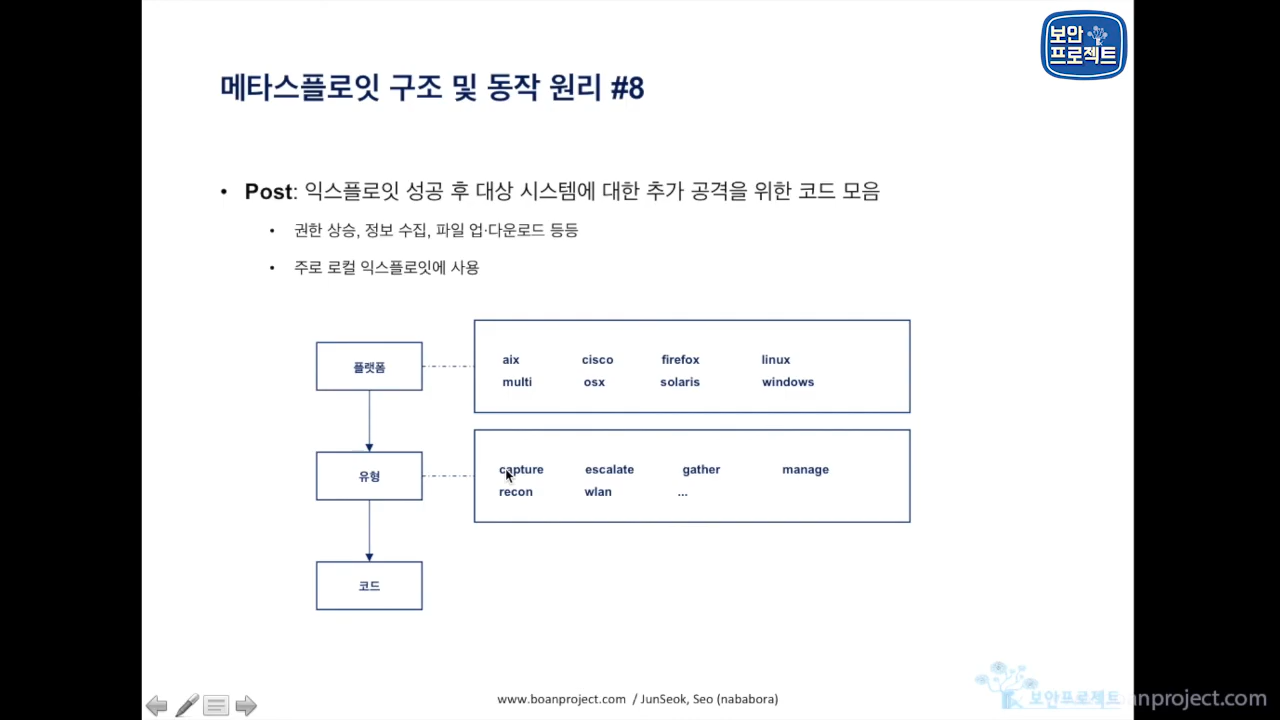 보안
프로젝트
메타스플로잇 구조 및 동작 원리 #8
• Post: 익스플로잇 성공 후 대상 시스템에 대한 추가 공격을 위한 코드 모음
• 권한 상승, 정보 수집, 파일 업·다운로드 등등
• 주로 로컬 익스플로잇에 사용
플랫폼
aix cisco firefox linux
multi osx solaris windows
유형
capture escalate gather manage
recon wlan ...
코드
www.boanproject.com / JunSeok, Seo (nababora)
보안프로젝트
anproject.com